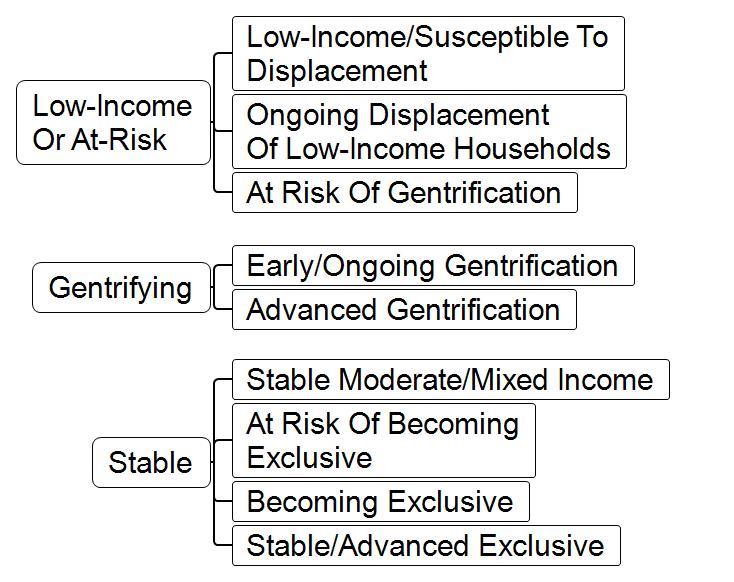 Low-Income
Or At-Risk
Low-Income/Susceptible To
Displacement
Ongoing Displacement
Of Low-Income Households
At Risk Of Gentrification
Gentrifying
Early/Ongoing Gentrification
Advanced Gentrification
Stable
Stable Moderate/Mixed Income
At Risk Of Becoming
Exclusive
Becoming Exclusive
Stable/Advanced Exclusive